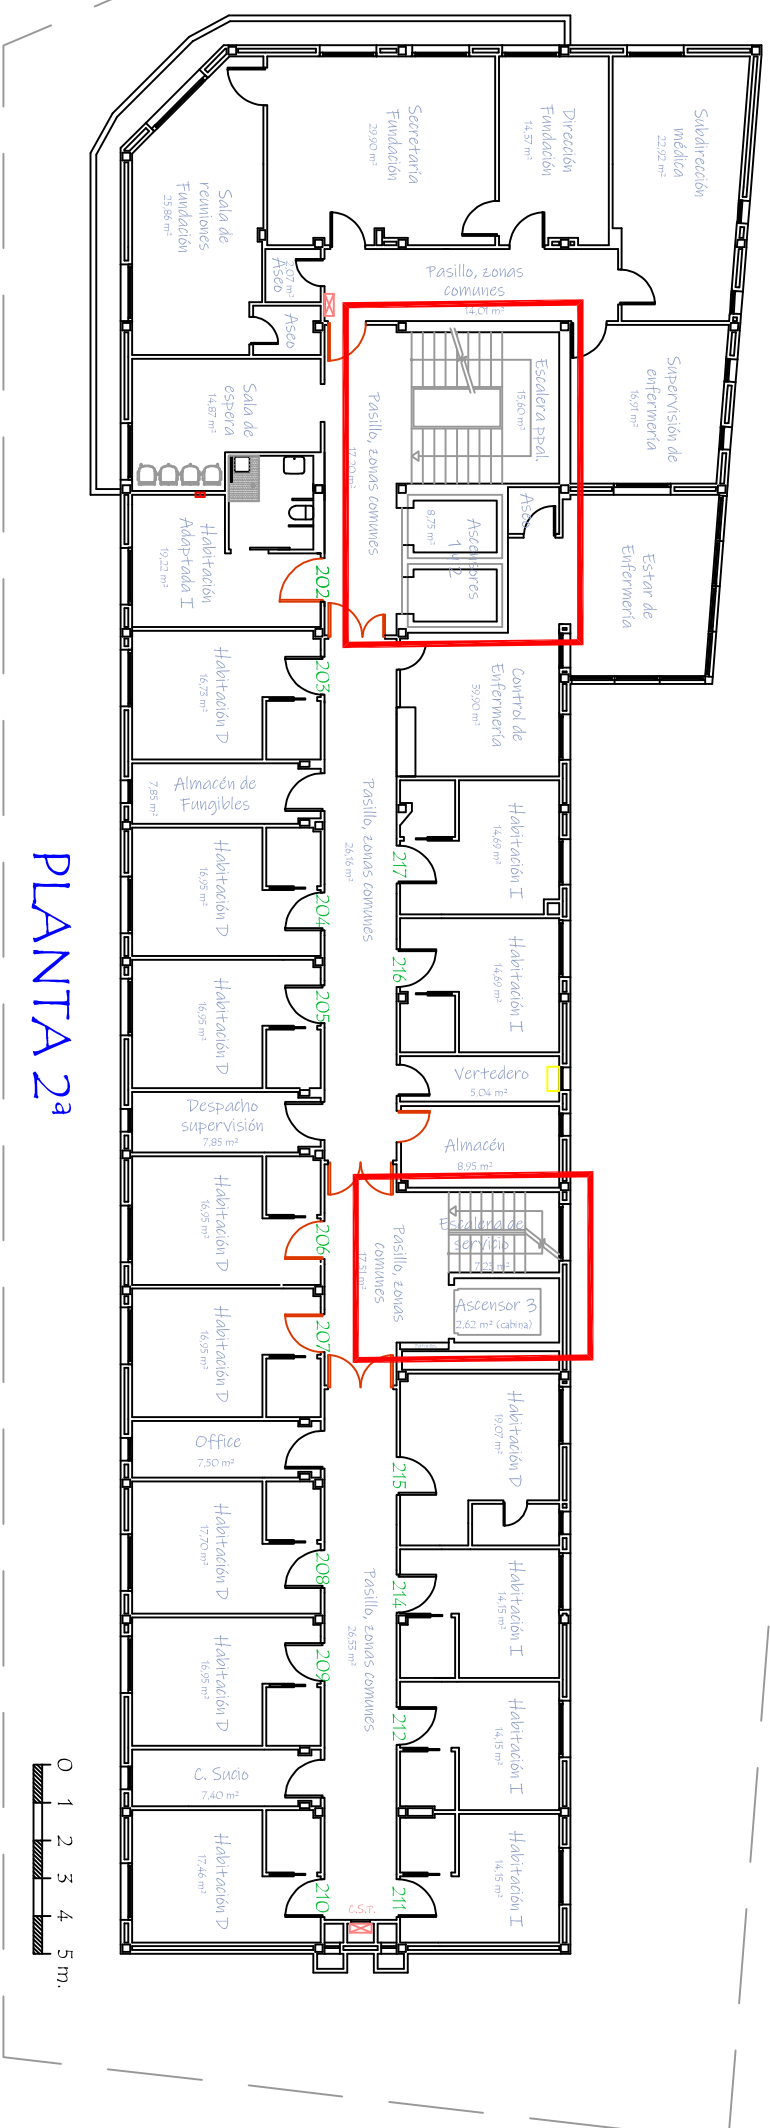 Subdirección
médica
22,92 m²
Dirección
Fundación
14,37 m²
Secretaría
Fundación
29,90 m²
Sala de
reuniones
Fundación
25,86 m²
Aseo
2,07 m²
Aseo
Pasillo, zonas
comunes
14,01 m²
Supervisión de
enfermería
16,91 m²
Escalera ppal.
15,60 m²
Pasillo, zonas comunes
17,20 m²
Sala de
espera
14,87 m²
Estar de
Enfermería
Aseo
Ascensores
1 y 2
8,75 m²
Habitación
Adaptada I
19,22 m²
202
Control de
Enfermería
39,90 m²
203
Habitación D
16,73 m²
Almacén de
Fungibles
7,85 m²
Pasillo, zonas comunes
26,16 m²
Habitación I
14,69 m²
217
Habitación D
16,95 m²
204
Habitación I
14,69 m²
216
Habitación D
16,95 m²
205
Vertedero
5,04 m²
Despacho
supervisión
7,85 m²
Almacén
8,95 m²
Habitación D
16,95 m²
206
Escalera de
servicio
Pasillo, zonas
comunes
17,51 m²
Ascensor 3
2,62 m² (cabina)
Habitación D
16,95 m²
207
Habitación D
19,07 m²
215
Office
7,50 m²
Habitación D
17,70 m²
208
Habitación I
14,15 m²
214
Pasillo, zonas comunes
26,53 m²
Habitación D
16,95 m²
209
Habitación I
14,15 m²
212
C. Sucio
7,40 m²
Habitación D
17,46 m²
210
Habitación I
14,15 m²
211
C.S.T.
PLANTA 2ª
0 1 2 3 4 5 m.